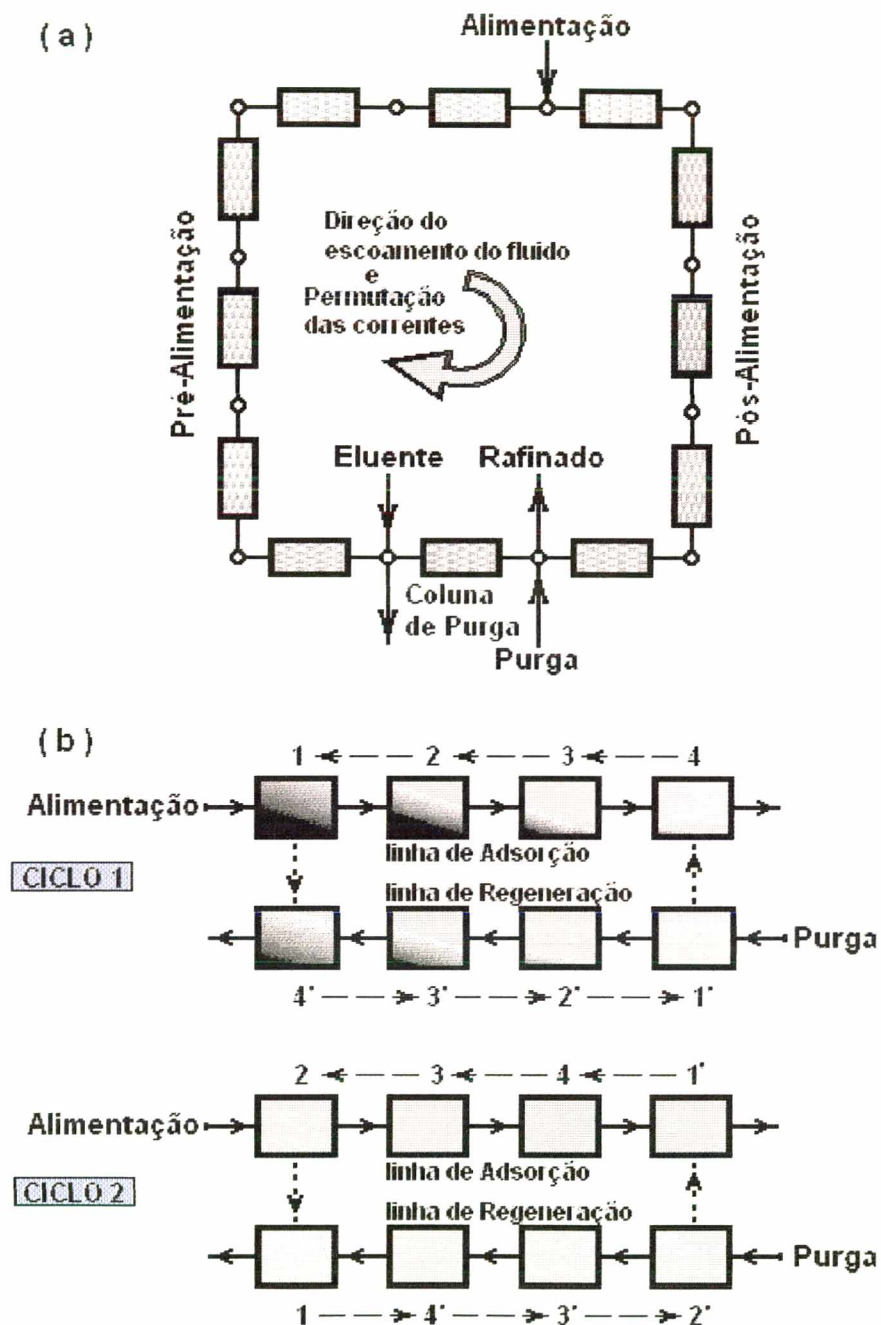 ( a )
Alimentação
Pré-Alimentação
Direção do
escoamento do fluído
e
Permutação
das correntes
Pós-Alimentação
Eluente
Rafinado
Coluna
de Purga
Purga
( b )
1 2 3 4
Alimentação
linha de Adsorção
CICLO 1
linha de Regeneração
Purga
4' 3' 2' 1'
2 3 4 1'
Alimentação
linha de Adsorção
CICLO 2
linha de Regeneração
Purga
1 4' 3' 2'